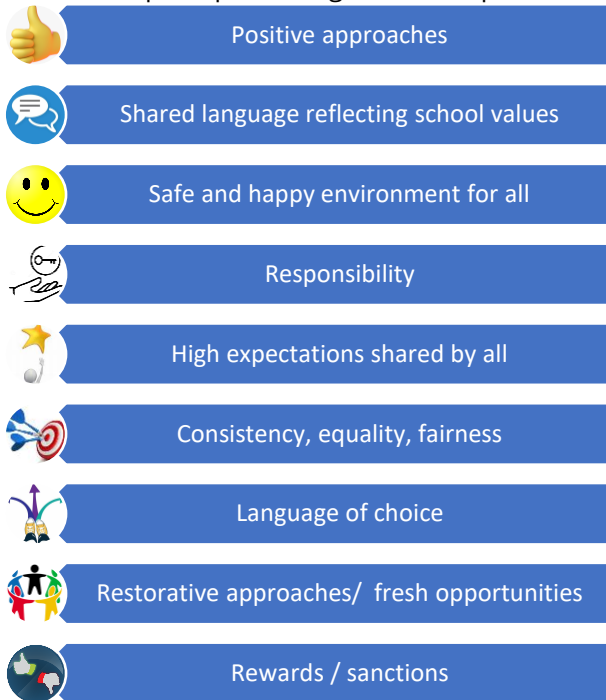 Positive approaches
Shared language reflecting school values
Safe and happy environment for all
Responsibility
High expectations shared by all
Consistency, equality, fairness
Language of choice
Restorative approaches/ fresh opportunities
Rewards / sanctions